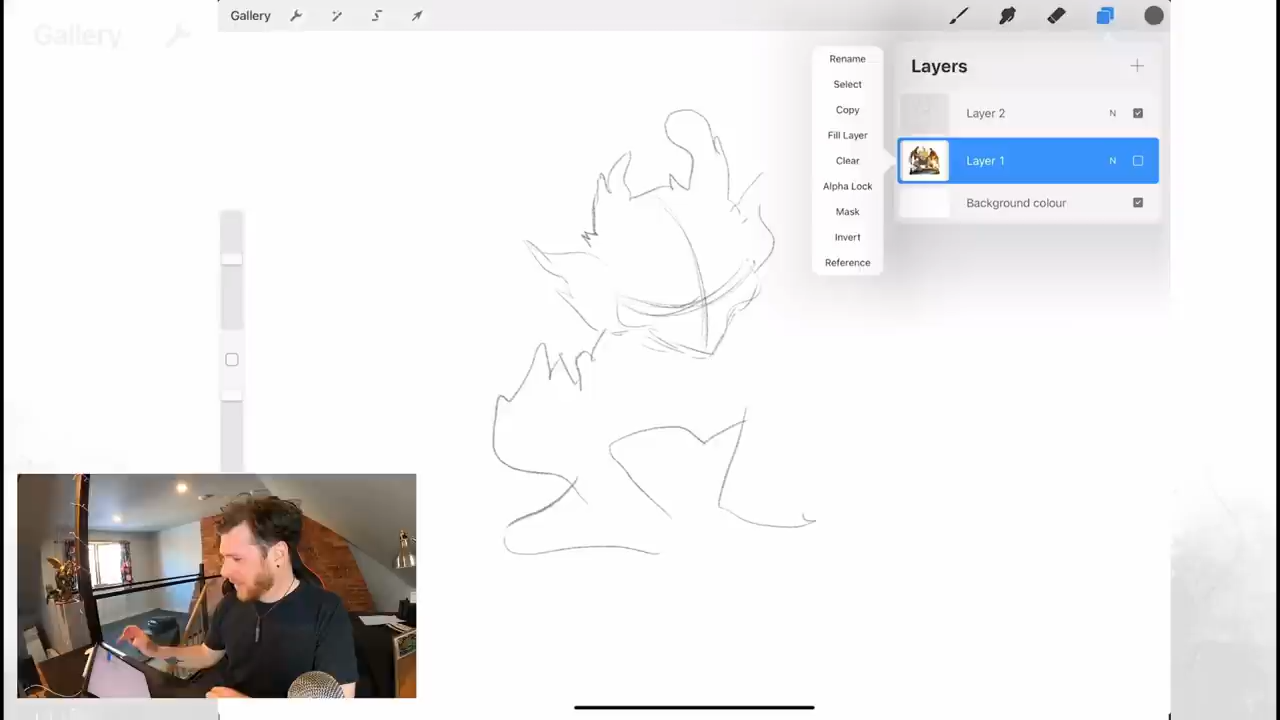 Gallery
Gallery
Layers
Rename
Select
Copy
Fill Layer
Clear
Alpha Lock
Mask
Invert
Reference
Layer 2 N
Layer 1 N
Background colour